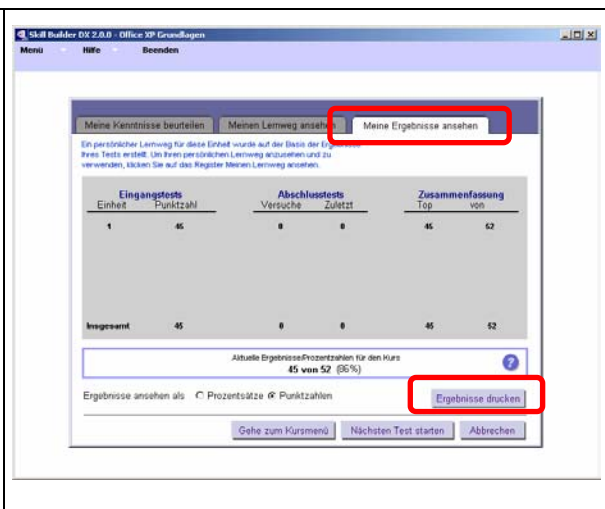 Skill Builder DX 2.0.0 - Office XP Grundlagen
Menü Hilfe Beenden
Meine Kenntnisse beurteilen Meinen Lernweg ansehen Meine Ergebnisse ansehen
Ein persönlicher Lernweg für diese Einheit wurde auf der Basis der Ergebnisse
Ihres Tests erstellt. Um Ihren persönlichen Lernweg anzusehen und zu
verwenden, klicken Sie auf das Register Meinen Lernweg ansehen.
Eingangstests Abschlusstests Zusammenfassung
Einheit Punktzahl Versuche Zuletzt Top von
1 45 0 0 45 52
Insgesamt 45 0 0 45 52
Aktuelle Ergebnisse/Prozentzahlen für den Kurs
45 von 52 (86%)
Ergebnisse ansehen als Prozentsätze Punktzahlen Ergebnisse drucken
Gehe zum Kursmenü Nächsten Test starten Abbrechen